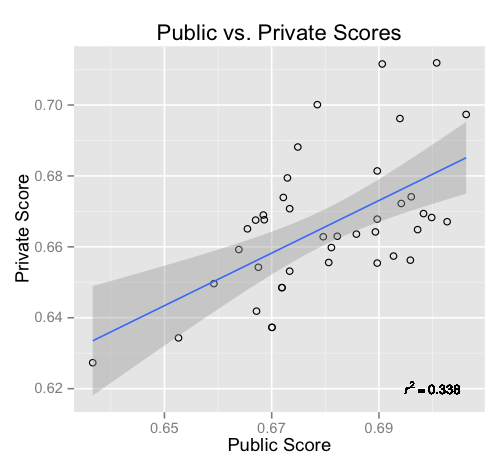 Public vs. Private Scores
Private Score
0.70
0.68
0.66
0.64
0.62
r² = 0.338
0.65 0.67 0.69
Public Score